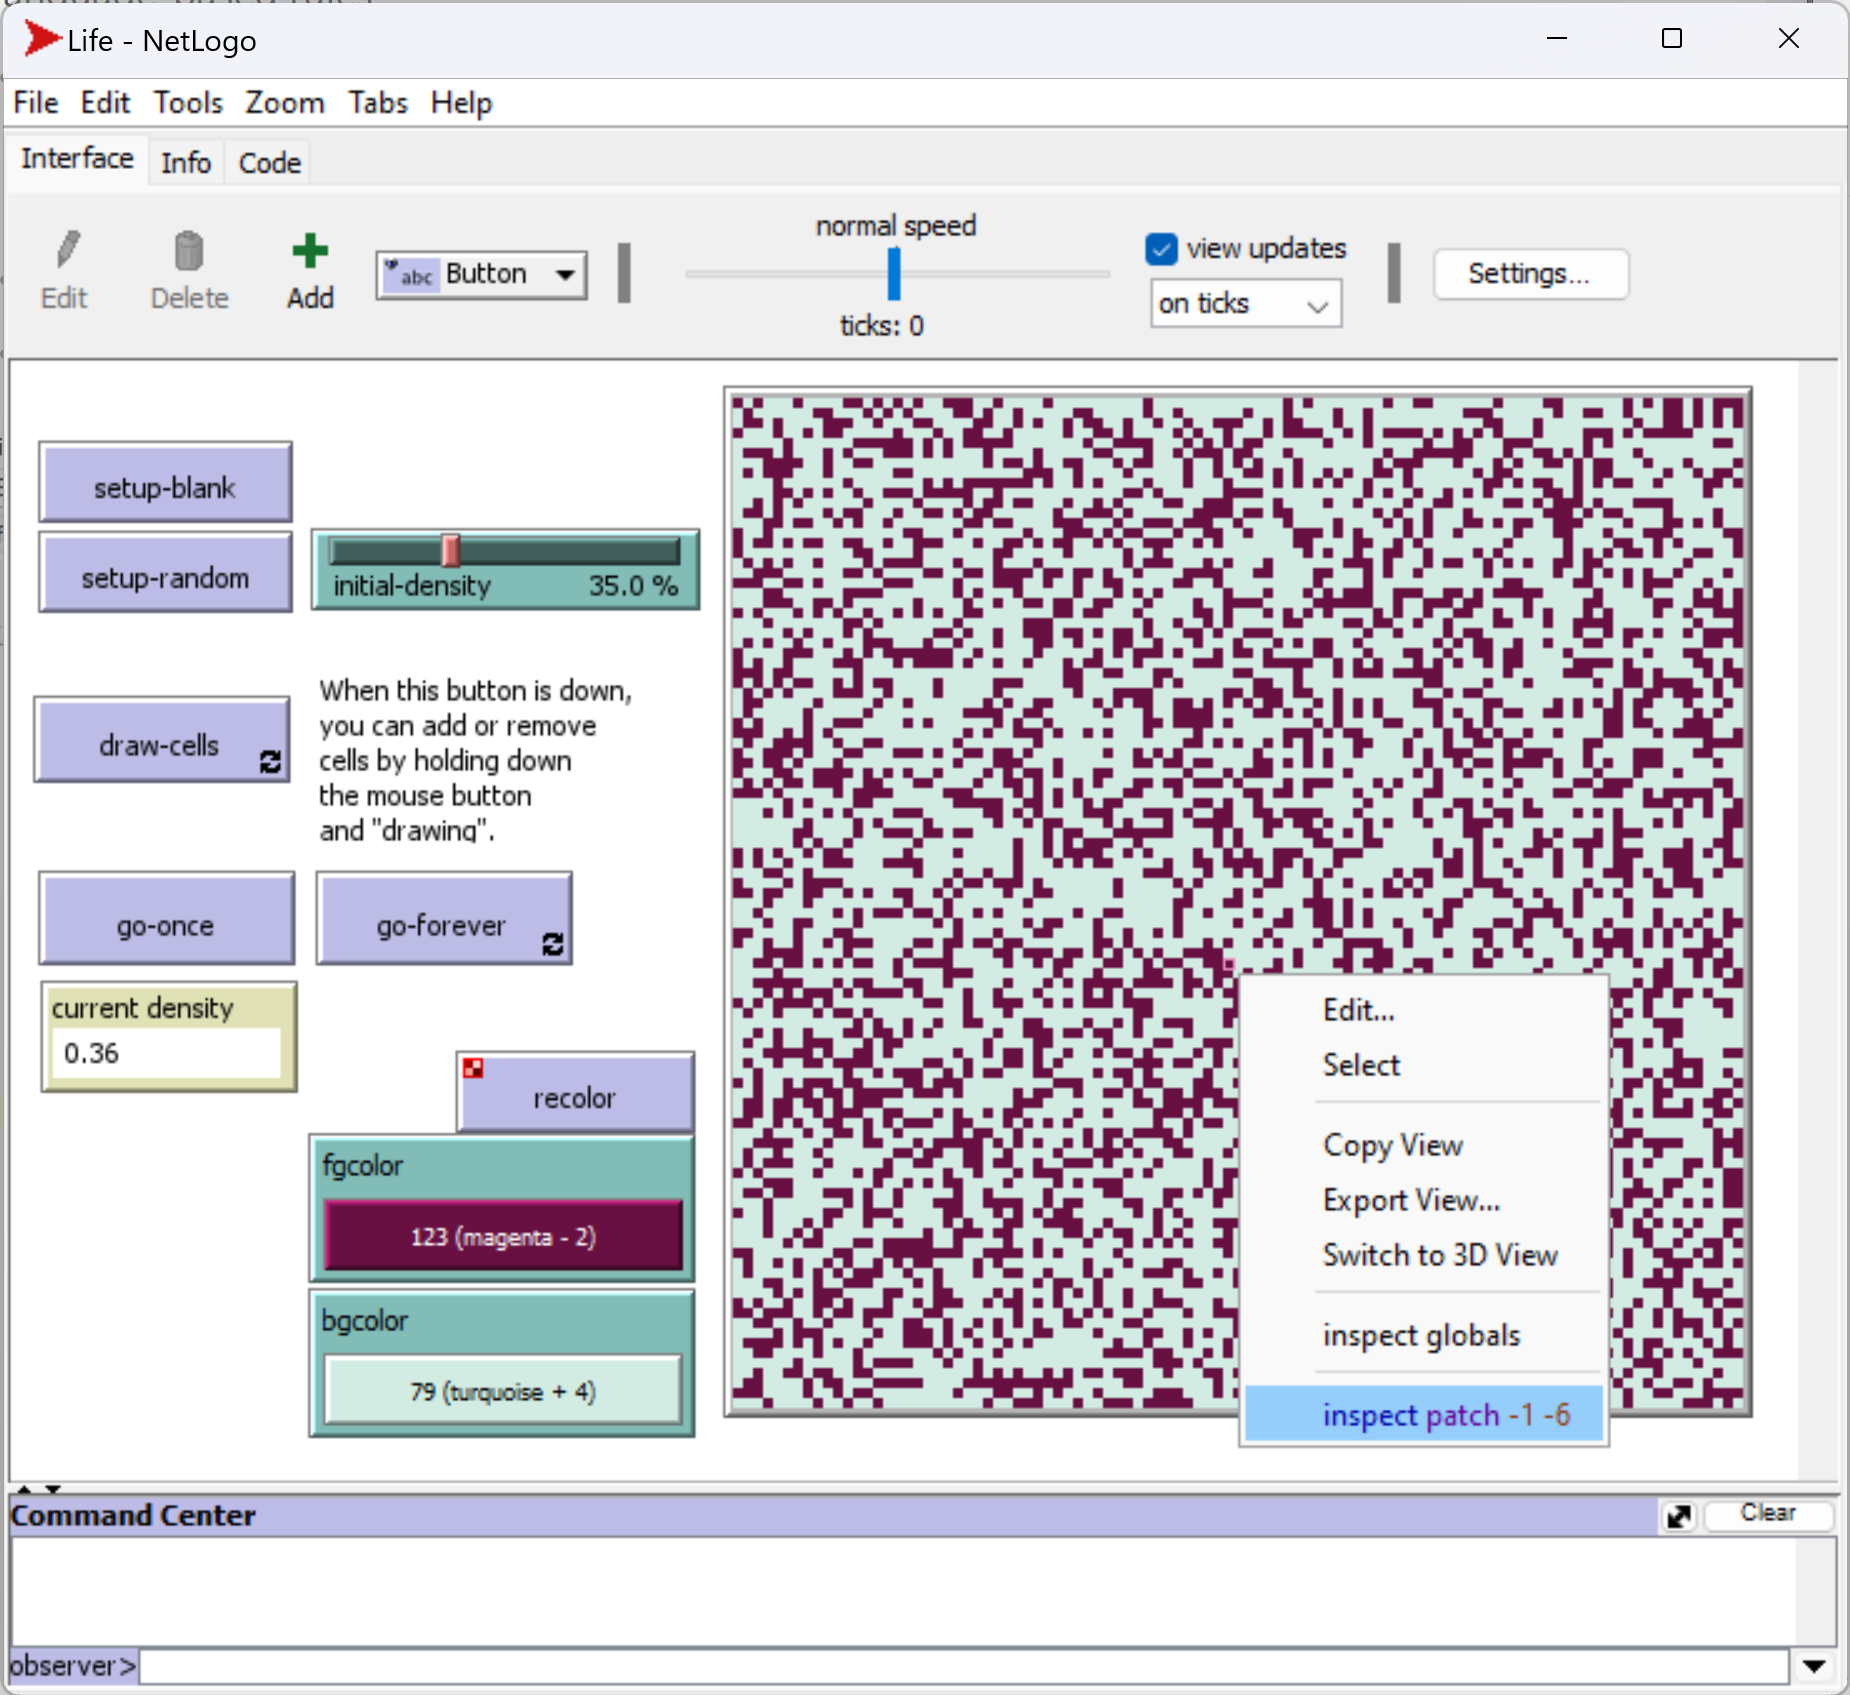 Life - NetLogo
File Edit Tools Zoom Tabs Help
Interface Info Code
normal speed
view updates
Edit Delete Add abc Button on ticks Settings...
ticks: 0
setup-blank
setup-random
initial-density 35.0 %
When this button is down,
you can add or remove
cells by holding down
the mouse button
and "drawing".
draw-cells
go-once go-forever
current density
0.36
recolor
fgcolor
123 (magenta - 2)
bgcolor
79 (turquoise + 4)
Edit...
Select
Copy View
Export View...
Switch to 3D View
inspect globals
inspect patch -1 -6
Command Center Clear
observer>